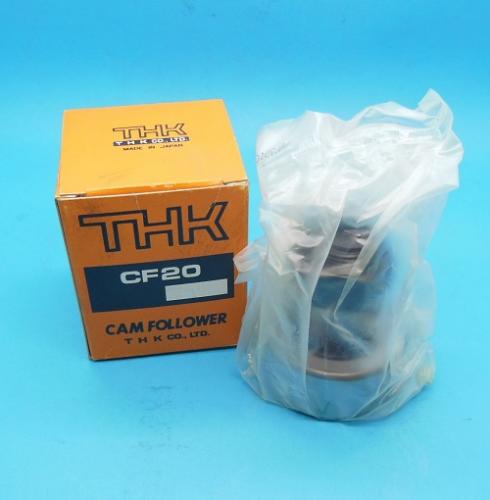 THK
T H K CO., LTD.
MADE IN JAPAN
THK
CF20
CAM FOLLOWER
T H K CO., LTD.